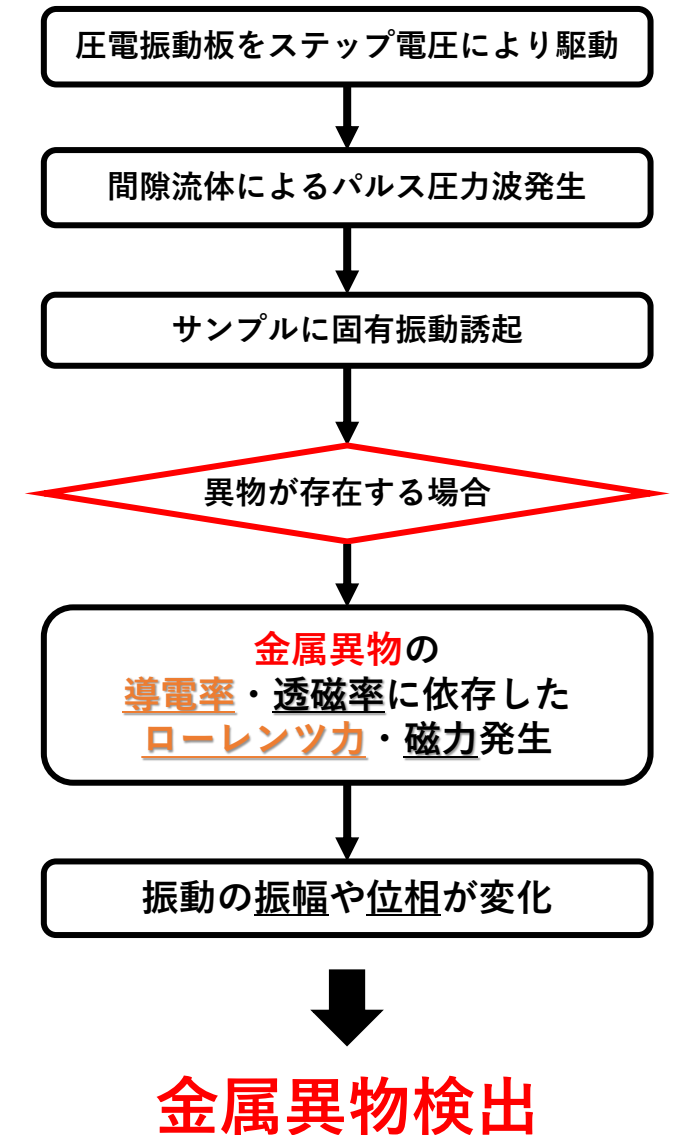 圧電振動板をステップ電圧により駆動
間隙流体によるパルス圧力波発生
サンプルに固有振動誘起
異物が存在する場合
金属異物の
導電率・透磁率に依存した
ローレンツ力・磁力発生
振動の振幅や位相が変化
金属異物検出